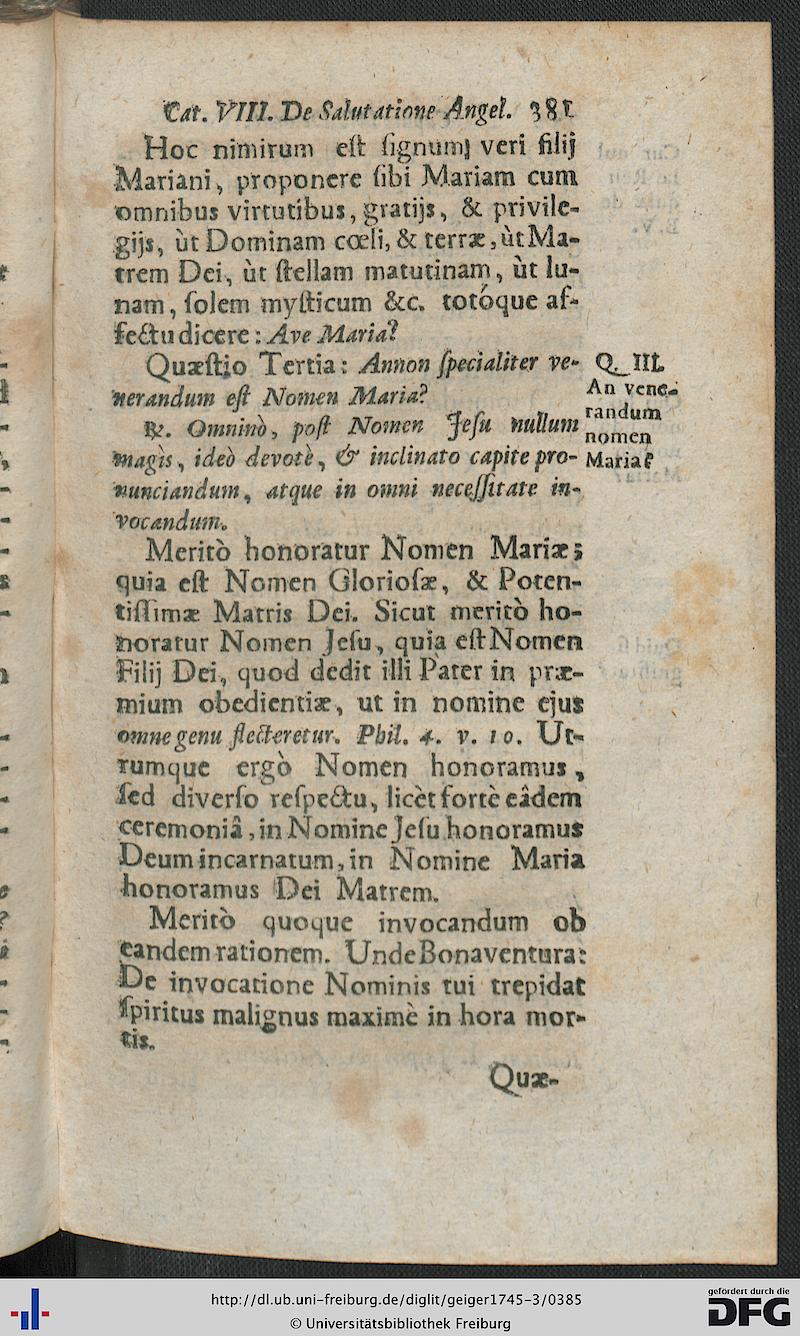 Cat. VIII. De Salutatione Angel. 381
Hoc nimirum eſt ſignum veri filij
Mariani, proponere ſibi Mariam cum
omnibus virtutibus, gratijs, & privile-
gijs, ùt Dominam cœli, & terræ, ùt Ma-
trem Dei, ùt ſtellam matutinam, ùt lu-
nam, ſolem myſticum &c. totóque af-
fectu dicere: Ave Maria?
Quæſtio Tertia: Annon ſpecialiter ve-
nerandum eſt Nomen Maria?
Q. III.
An vene-
randum
nomen
Maria?
℞. Omninò, poſt Nomen Jeſu nullum
magìs, ideò devotè, & inclinato capite pro-
nunciandum, atque in omni neceſſitate in-
vocandum.
Meritò honoratur Nomen Mariæ;
quia eſt Nomen Glorioſæ, & Poten-
tiſſimæ Matris Dei. Sicut meritò ho-
noratur Nomen Jeſu, quia eſt Nomen
Filij Dei, quod dedit illi Pater in præ-
mium obedientiæ, ut in nomine ejus
omne genu flecteretur. Phil. 4. v. 10. Ut-
rumque ergò Nomen honoramus,
ſed diverſo reſpectu, licèt fortè eâdem
ceremoniâ, in Nomine Jeſu honoramus
Deum incarnatum, in Nomine Maria
honoramus Dei Matrem.
Meritò quoque invocandum ob
eandem rationem. Unde Bonaventura:
De invocatione Nominis tui trepidat
ſpiritus malignus maximè in hora mor-
tis.
Quæ-
http://dl.ub.uni-freiburg.de/diglit/geiger1745-3/0385
© Universitätsbibliothek Freiburg
gefördert durch die
DFG